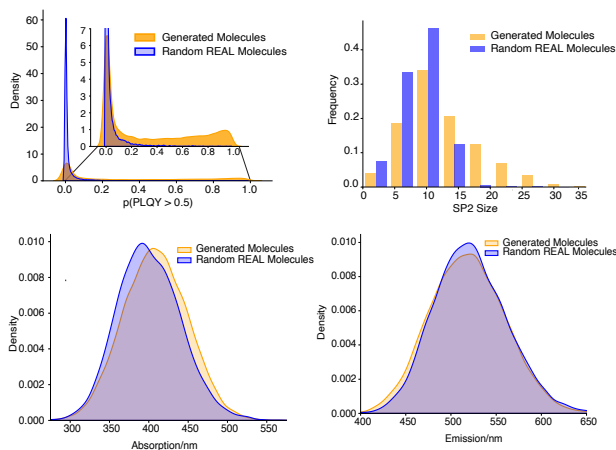 Generated Molecules
Random REAL Molecules
Density
60
50
40
30
20
10
0
7
6
5
4
3
2
1
0
0.0 0.2 0.4 0.6 0.8 1.0
0.0 0.2 0.4 0.6 0.8 1.0
p(PLQY > 0.5)
Generated Molecules
Random REAL Molecules
Frequency
0.4
0.3
0.2
0.1
0.0
0 5 10 15 20 25 30 35
SP2 Size
Generated Molecules
Random REAL Molecules
Density
0.010
0.008
0.006
0.004
0.002
0.000
300 350 400 450 500 550
Absorption/nm
Generated Molecules
Random REAL Molecules
Density
0.010
0.008
0.006
0.004
0.002
0.000
400 450 500 550 600 650
Emission/nm